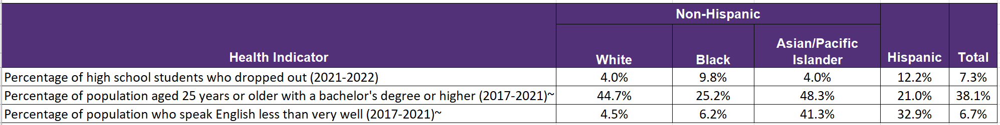 Non-Hispanic
Health Indicator White Black Asian/Pacific Islander Hispanic Total
Percentage of high school students who dropped out (2021-2022) 4.0% 9.8% 4.0% 12.2% 7.3%
Percentage of population aged 25 years or older with a bachelor's degree or higher (2017-2021)~ 44.7% 25.2% 48.3% 21.0% 38.1%
Percentage of population who speak English less than very well (2017-2021)~ 4.5% 6.2% 41.3% 32.9% 6.7%